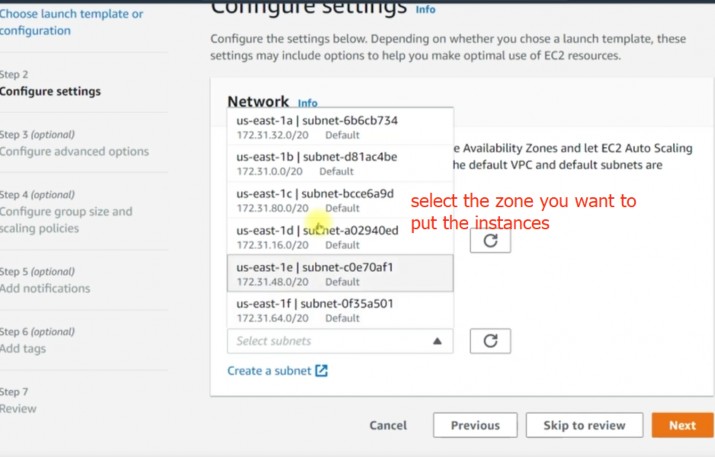 Choose launch template or
configuration
Step 2
Configure settings
Step 3 (optional)
Configure advanced options
Step 4 (optional)
Configure group size and
scaling policies
Step 5 (optional)
Add notifications
Step 6 (optional)
Add tags
Step 7
Review
Configure settings Info
Configure the settings below. Depending on whether you chose a launch template, these
settings may include options to help you make optimal use of EC2 resources.
Network Info
us-east-1a | subnet-6b6cb734
172.31.32.0/20 Default
us-east-1b | subnet-d81ac4be
172.31.0.0/20 Default
us-east-1c | subnet-bcce6a9d
172.31.80.0/20 Default
us-east-1d | subnet-a02940ed
172.31.16.0/20 Default
us-east-1e | subnet-c0e70af1
172.31.48.0/20 Default
us-east-1f | subnet-0f35a501
172.31.64.0/20 Default
e Availability Zones and let EC2 Auto Scaling
he default VPC and default subnets are
select the zone you want to
put the instances
Select subnets
Create a subnet
Cancel
Previous
Skip to review
Next